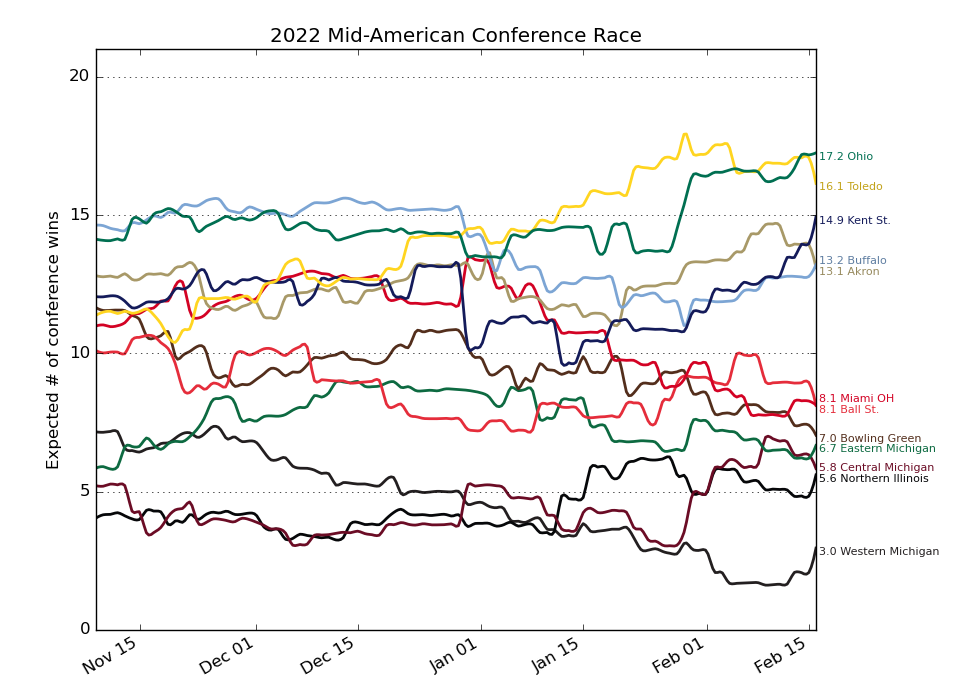 2022 Mid-American Conference Race
Expected # of conference wins
20
15
10
5
0
Nov 15
Dec 01
Dec 15
Jan 01
Jan 15
Feb 01
Feb 15
17.2 Ohio
16.1 Toledo
14.9 Kent St.
13.2 Buffalo
13.1 Akron
8.1 Miami OH
8.1 Ball St.
7.0 Bowling Green
6.7 Eastern Michigan
5.8 Central Michigan
5.6 Northern Illinois
3.0 Western Michigan